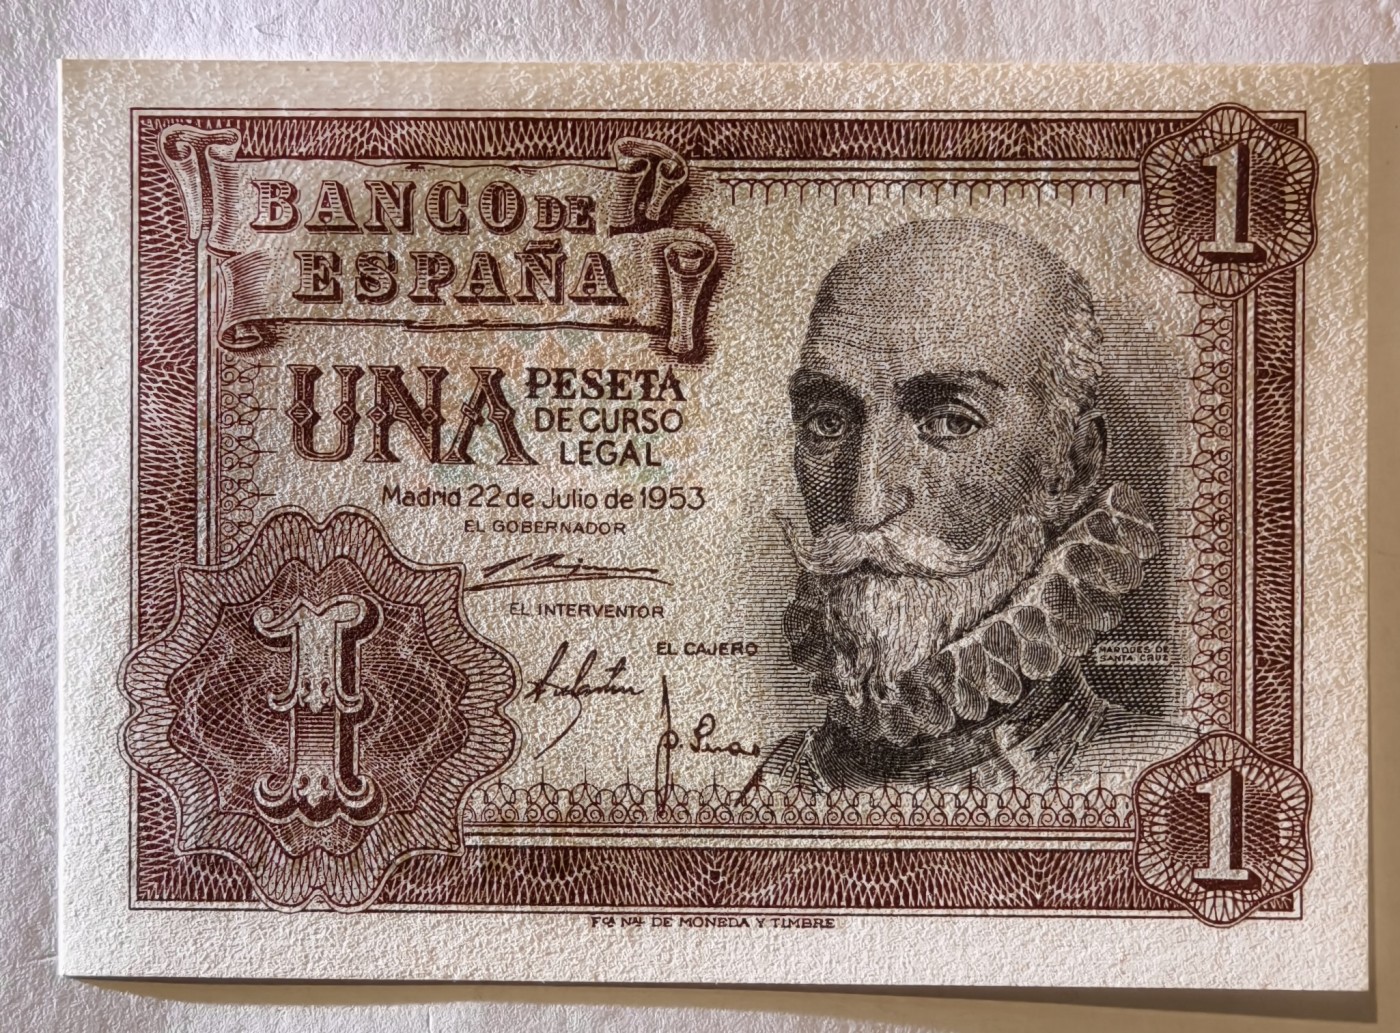 BANCO DE
ESPAÑA
1
UNA PESETA
DE CURSO
LEGAL
Madrid 22 de Julio de 1953
EL GOBERNADOR
EL INTERVENTOR
EL CAJERO
MARQUES DE
SANTA CRUZ
1
1
Fca Nal DE MONEDA Y TIMBRE